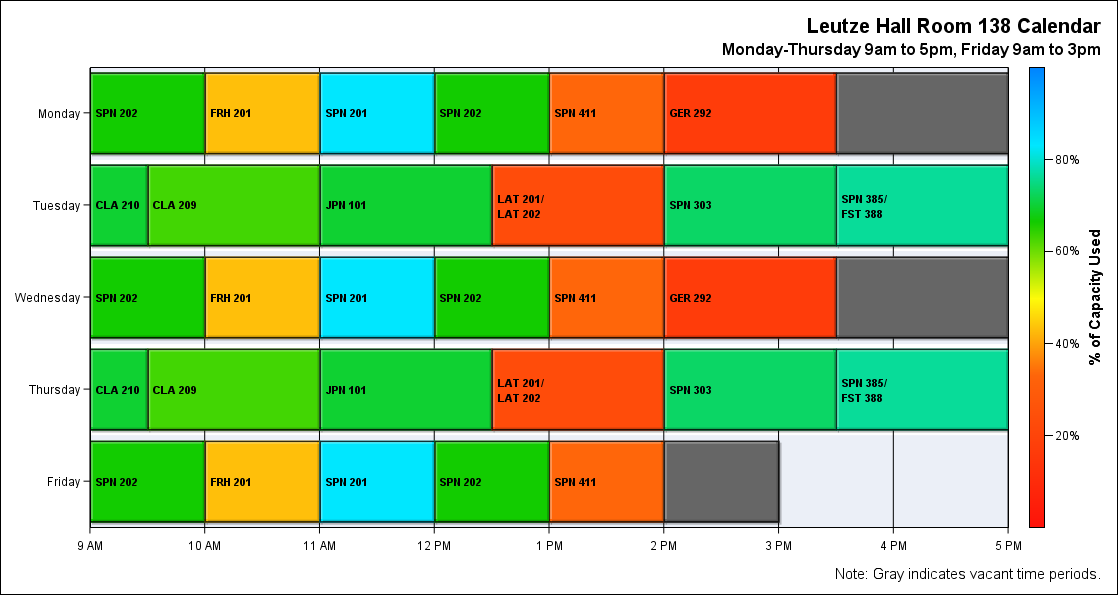 Leutze Hall Room 138 Calendar
Monday-Thursday 9am to 5pm, Friday 9am to 3pm
Monday
SPN 202
FRH 201
SPN 201
SPN 202
SPN 411
GER 292
Tuesday
CLA 210
CLA 209
JPN 101
LAT 201/
LAT 202
SPN 303
SPN 385/
FST 388
Wednesday
SPN 202
FRH 201
SPN 201
SPN 202
SPN 411
GER 292
Thursday
CLA 210
CLA 209
JPN 101
LAT 201/
LAT 202
SPN 303
SPN 385/
FST 388
Friday
SPN 202
FRH 201
SPN 201
SPN 202
SPN 411
9 AM
10 AM
11 AM
12 PM
1 PM
2 PM
3 PM
4 PM
5 PM
80%
60%
40%
20%
% of Capacity Used
Note: Gray indicates vacant time periods.